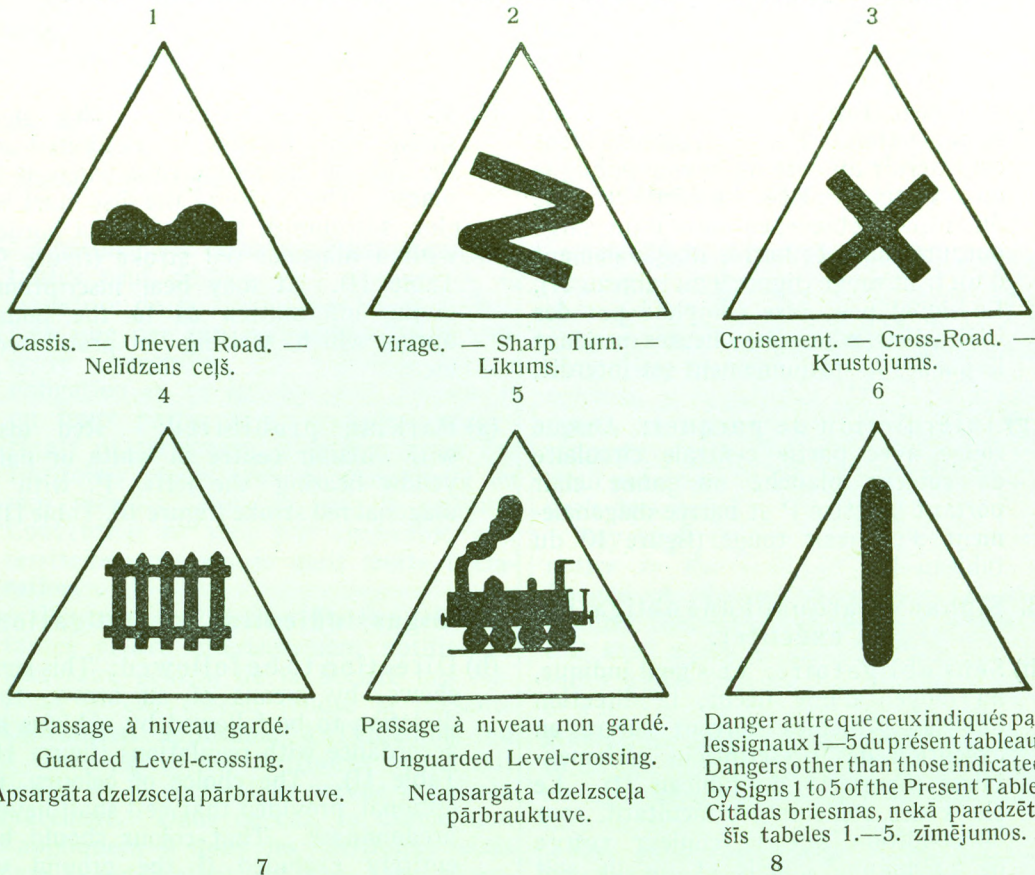 1 2 3
Cassis. — Uneven Road. —
Nelīdzens ceļš.
Virage. — Sharp Turn. —
Līkums.
Croisement. — Cross-Road. —
Krustojums.
4 5 6
Passage à niveau gardé.
Guarded Level-crossing.
Apsargāta dzelzsceļa pārbrauktuve.
Passage à niveau non gardé.
Unguarded Level-crossing.
Neapsargāta dzelzsceļa
pārbrauktuve.
Danger autre que ceux indiqués pa
les signaux 1—5 du présent tableau
Dangers other than those indicated
by Signs 1 to 5 of the Present Table
Citādas briesmas, nekā paredzēt
šīs tabeles 1.—5. zīmējumos.
7 8